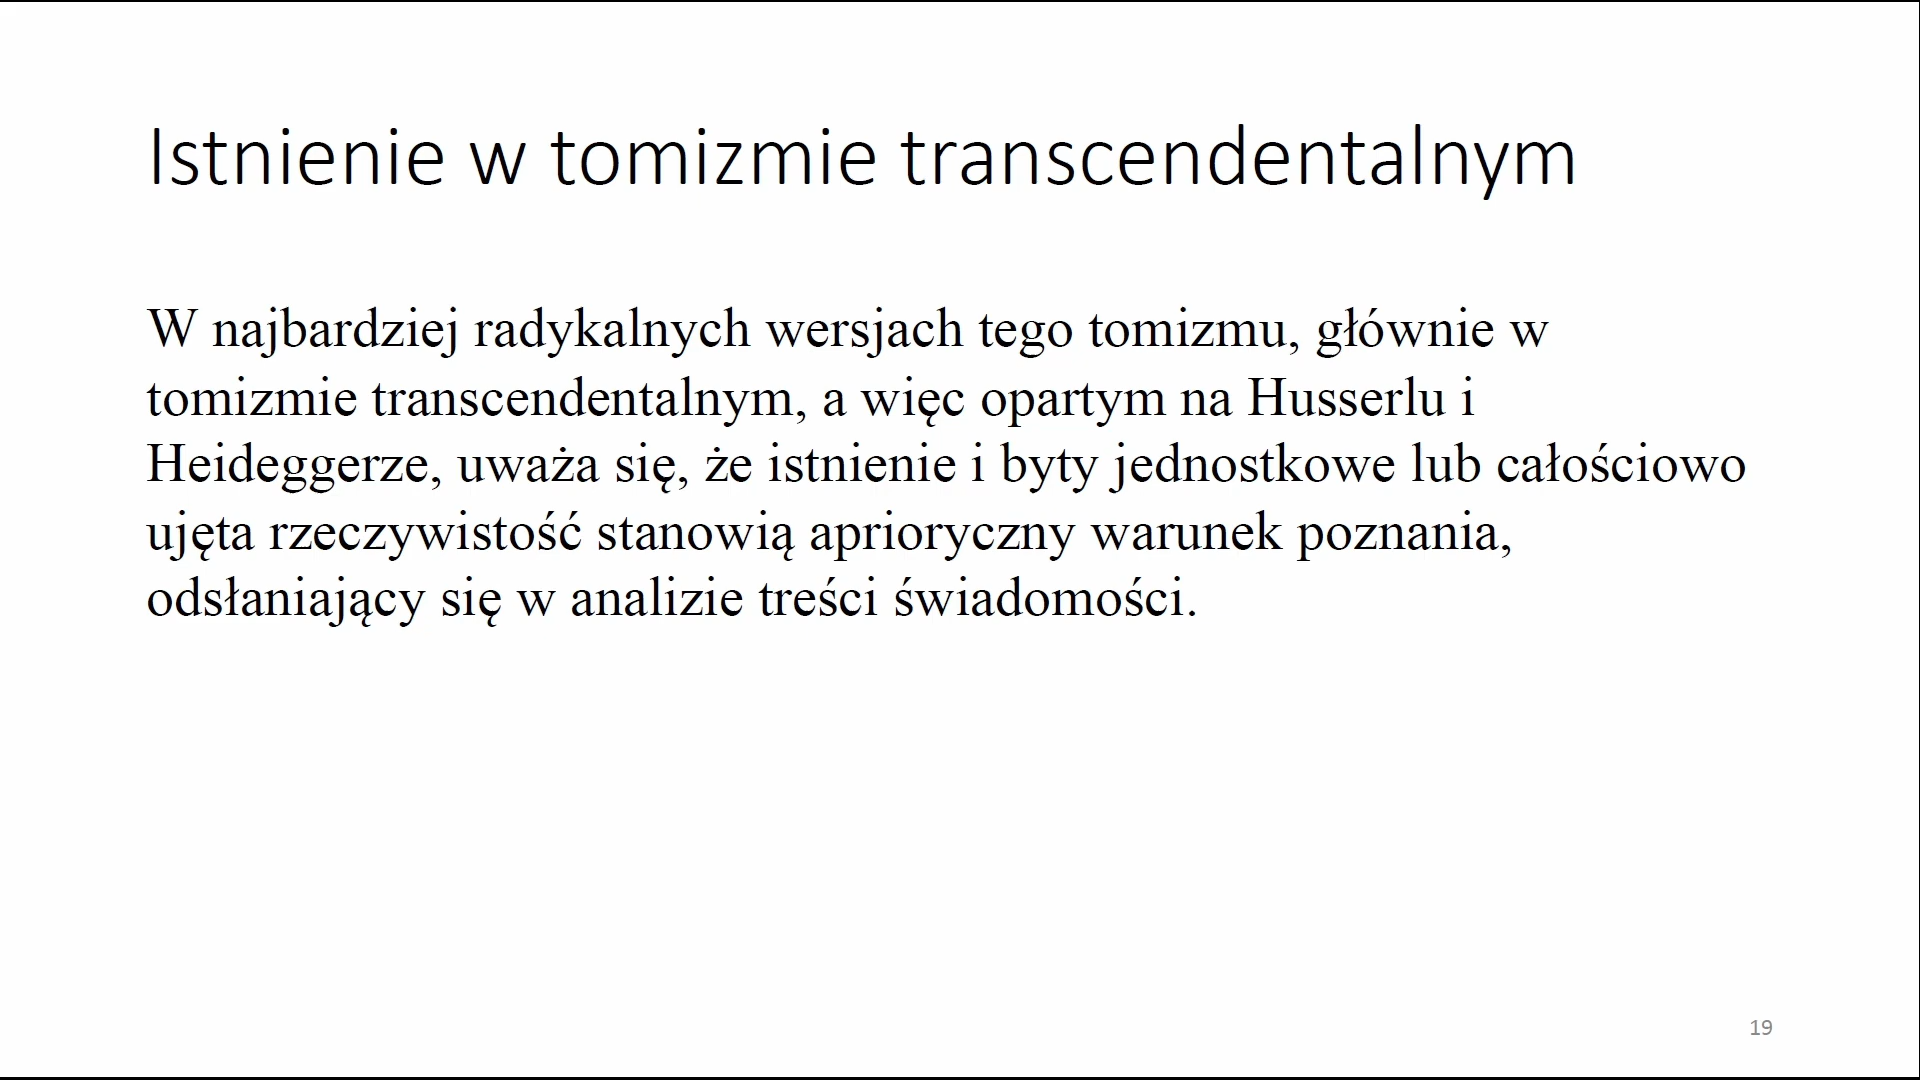 Istnienie w tomizmie transcendentalnym
W najbardziej radykalnych wersjach tego tomizmu, głównie w
tomizmie transcendentalnym, a więc opartym na Husserlu i
Heideggerze, uważa się, że istnienie i byty jednostkowe lub całościowo
ujęta rzeczywistość stanowią aprioryczny warunek poznania,
odsłaniający się w analizie treści świadomości.
19